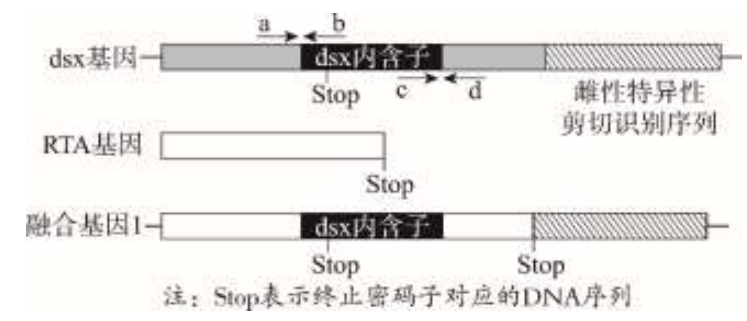 a b
dsx基因 dsx内含子
Stop c d 雌性特异性
剪切识别序列
RTA基因
Stop
融合基因1 dsx内含子
Stop Stop
注：Stop表示终止密码子对应的DNA序列